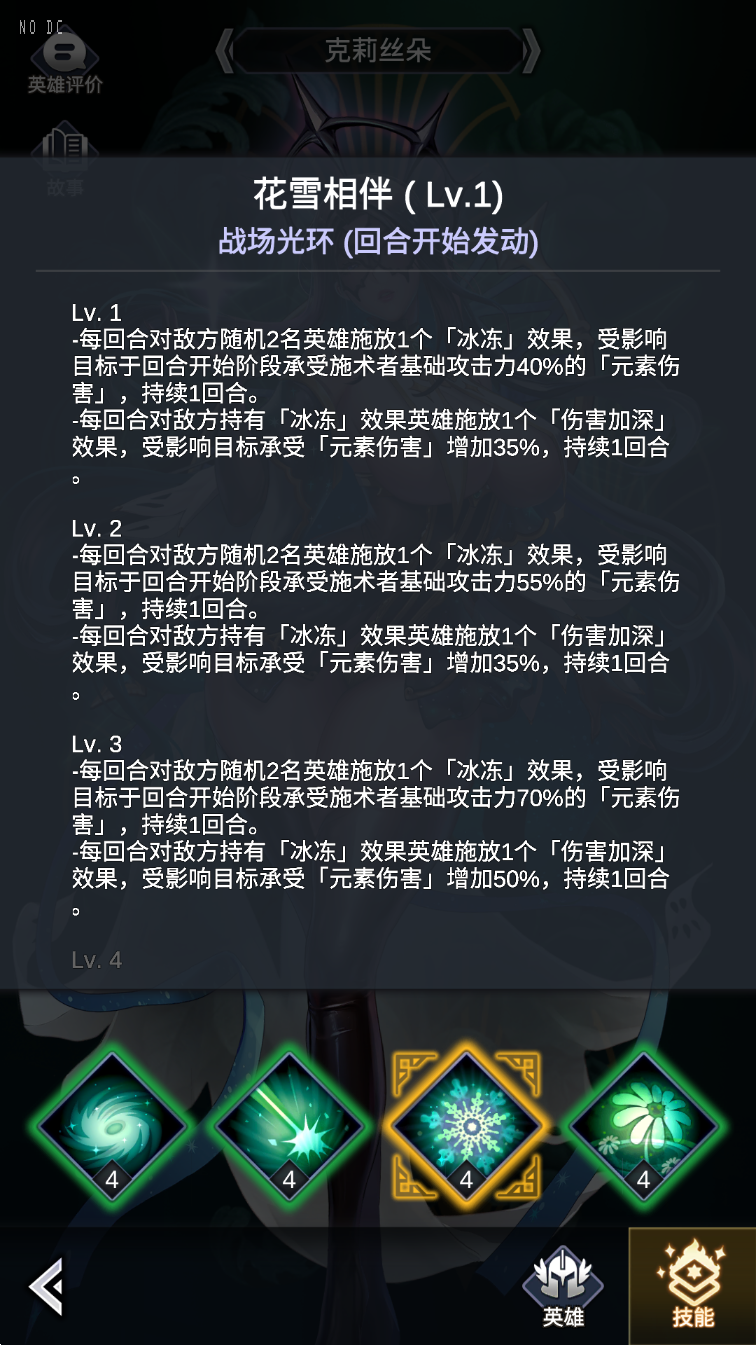 NO DC
克莉丝朵
英雄评价
故事
花雪相伴 ( Lv.1)
战场光环 (回合开始发动)
Lv. 1
-每回合对敌方随机2名英雄施放1个「冰冻」效果，受影响
目标于回合开始阶段承受施术者基础攻击力40%的「元素伤
害」，持续1回合。
-每回合对敌方持有「冰冻」效果英雄施放1个「伤害加深」
效果，受影响目标承受「元素伤害」增加35%，持续1回合
。
Lv. 2
-每回合对敌方随机2名英雄施放1个「冰冻」效果，受影响
目标于回合开始阶段承受施术者基础攻击力55%的「元素伤
害」，持续1回合。
-每回合对敌方持有「冰冻」效果英雄施放1个「伤害加深」
效果，受影响目标承受「元素伤害」增加35%，持续1回合
。
Lv. 3
-每回合对敌方随机2名英雄施放1个「冰冻」效果，受影响
目标于回合开始阶段承受施术者基础攻击力70%的「元素伤
害」，持续1回合。
-每回合对敌方持有「冰冻」效果英雄施放1个「伤害加深」
效果，受影响目标承受「元素伤害」增加50%，持续1回合
。
Lv. 4
4 4 4 4
英雄
技能